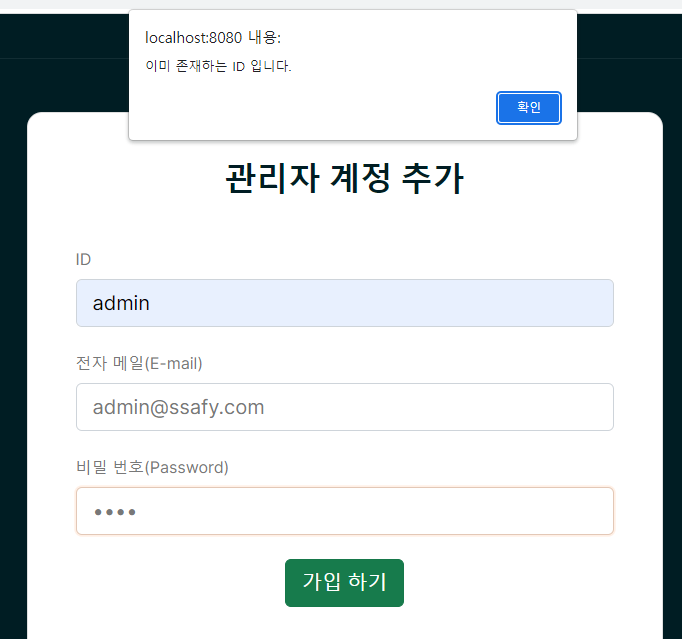 localhost:8080 내용:
이미 존재하는 ID 입니다.
확인
관리자 계정 추가
ID
admin
전자 메일(E-mail)
admin@ssafy.com
비밀 번호(Password)
••••
가입 하기